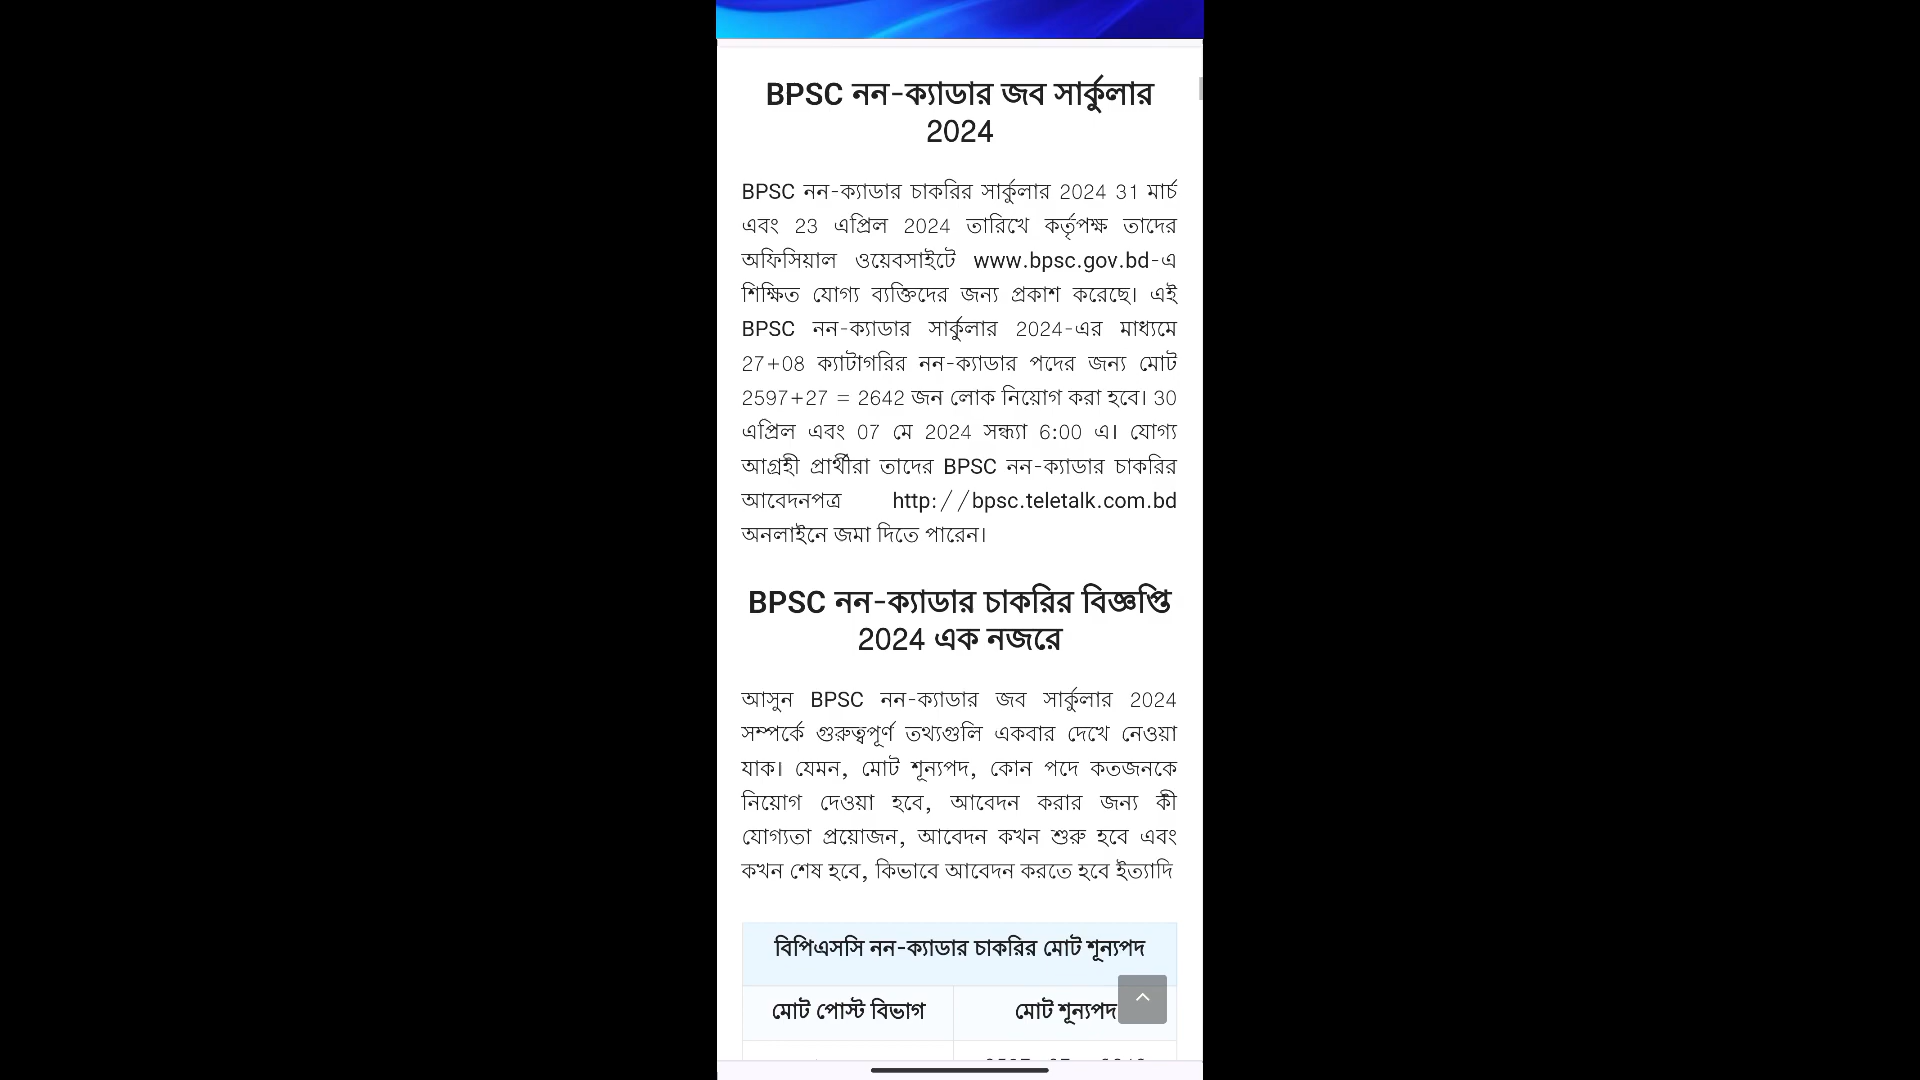 BPSC নন-ক্যাডার জব সার্কুলার
2024
BPSC নন-ক্যাডার চাকরির সার্কুলার 2024 31 মার্চ
এবং 23 এপ্রিল 2024 তারিখে কর্তৃপক্ষ তাদের
অফিসিয়াল ওয়েবসাইটে www.bpsc.gov.bd-এ
শিক্ষিত যোগ্য ব্যক্তিদের জন্য প্রকাশ করেছে। এই
BPSC নন-ক্যাডার সার্কুলার 2024-এর মাধ্যমে
27+08 ক্যাটাগরির নন-ক্যাডার পদের জন্য মোট
2597+27 = 2642 জন লোক নিয়োগ করা হবে। 30
এপ্রিল এবং 07 মে 2024 সন্ধ্যা 6:00 এ। যোগ্য
আগ্রহী প্রার্থীরা তাদের BPSC নন-ক্যাডার চাকরির
আবেদনপত্র http://bpsc.teletalk.com.bd
অনলাইনে জমা দিতে পারেন।
BPSC নন-ক্যাডার চাকরির বিজ্ঞপ্তি
2024 এক নজরে
আসুন BPSC নন-ক্যাডার জব সার্কুলার 2024
সম্পর্কে গুরুত্বপূর্ণ তথ্যগুলি একবার দেখে নেওয়া
যাক। যেমন, মোট শূন্যপদ, কোন পদে কতজনকে
নিয়োগ দেওয়া হবে, আবেদন করার জন্য কী
যোগ্যতা প্রয়োজন, আবেদন কখন শুরু হবে এবং
কখন শেষ হবে, কিভাবে আবেদন করতে হবে ইত্যাদি
বিপিএসসি নন-ক্যাডার চাকরির মোট শূন্যপদ
মোট পোস্ট বিভাগ মোট শূন্যপদ